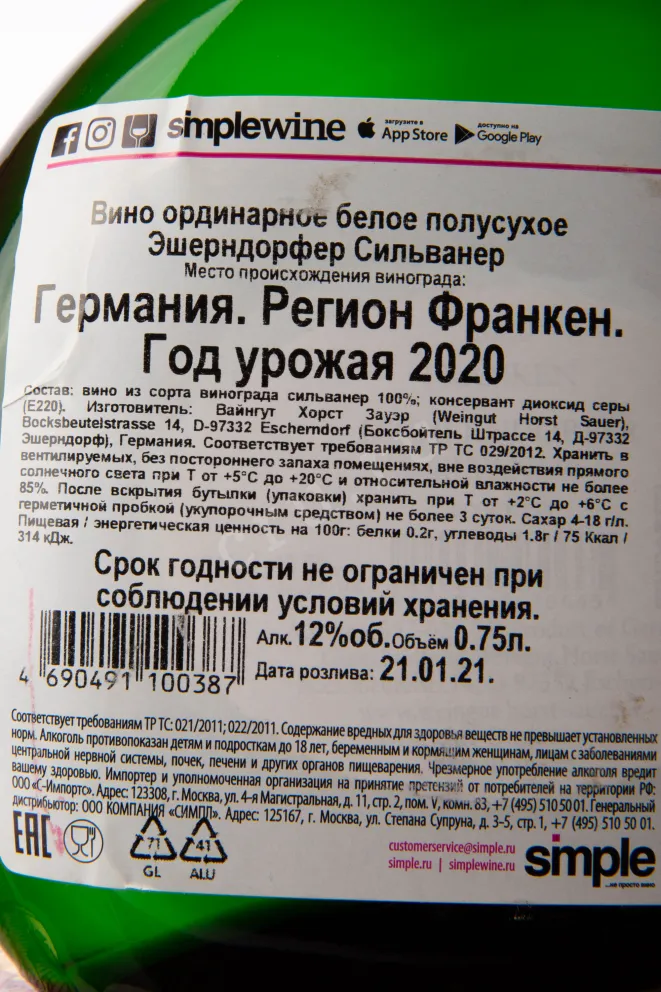 simplewine загрузите в App Store доступно на Google Play
Вино ординарное белое полусухое
Эшерндорфер Сильванер
Место происхождения винограда:
Германия. Регион Франкен.
Год урожая 2020
Состав: вино из сорта винограда сильванер 100%; консервант диоксид серы
(Е220). Изготовитель: Вайнгут Хорст Зауэр (Weingut Horst Sauer),
Bocksbeutelstrasse 14, D-97332 Escherndorf (Боксбойтель Штрассе 14, Д-97332
Эшерндорф), Германия. Соответствует требованиям ТР ТС 029/2012. Хранить в
вентилируемых, без постороннего запаха помещениях, вне воздействия прямого
солнечного света при Т от +5°С до +20°С и относительной влажности не более
85%. После вскрытия бутылки (упаковки) хранить при Т от +2°С до +6°С с
герметичной пробкой (укупорочным средством) не более 3 суток. Сахар 4-18 г/л.
Пищевая / энергетическая ценность на 100г: белки 0.2г, углеводы 1.8г / 75 Ккал /
314 кДж.
Срок годности не ограничен при
соблюдении условий хранения.
Алк. 12%об. Объём 0.75л.
4 690491 100387
Дата розлива: 21.01.21.
Соответствует требованиям ТР ТС: 021/2011; 022/2011. Содержание вредных для здоровья веществ не превышает установленных
норм. Алкоголь противопоказан детям и подросткам до 18 лет, беременным и кормящим женщинам, лицам с заболеваниями
центральной нервной системы, почек, печени и других органов пищеварения. Чрезмерное употребление алкоголя вредит
вашему здоровью. Импортер и уполномоченная организация на принятие претензий от потребителей на территории РФ:
ООО «С-Импортс». Адрес: 123308, г. Москва, ул. 4-я Магистральная, д. 11, стр. 2, пом. V, комн. 83, +7 (495) 510 50 01. Генеральный
дистрибьютор: ООО КОМПАНИЯ «СИМПЛ». Адрес: 125167, г. Москва, ул. Степана Супруна, д. 3-5, стр. 1, +7 (495) 510 50 01.
EAC
71
GL
41
ALU
customerservice@simple.ru
simple.ru | simplewine.ru
simple
...не просто вино